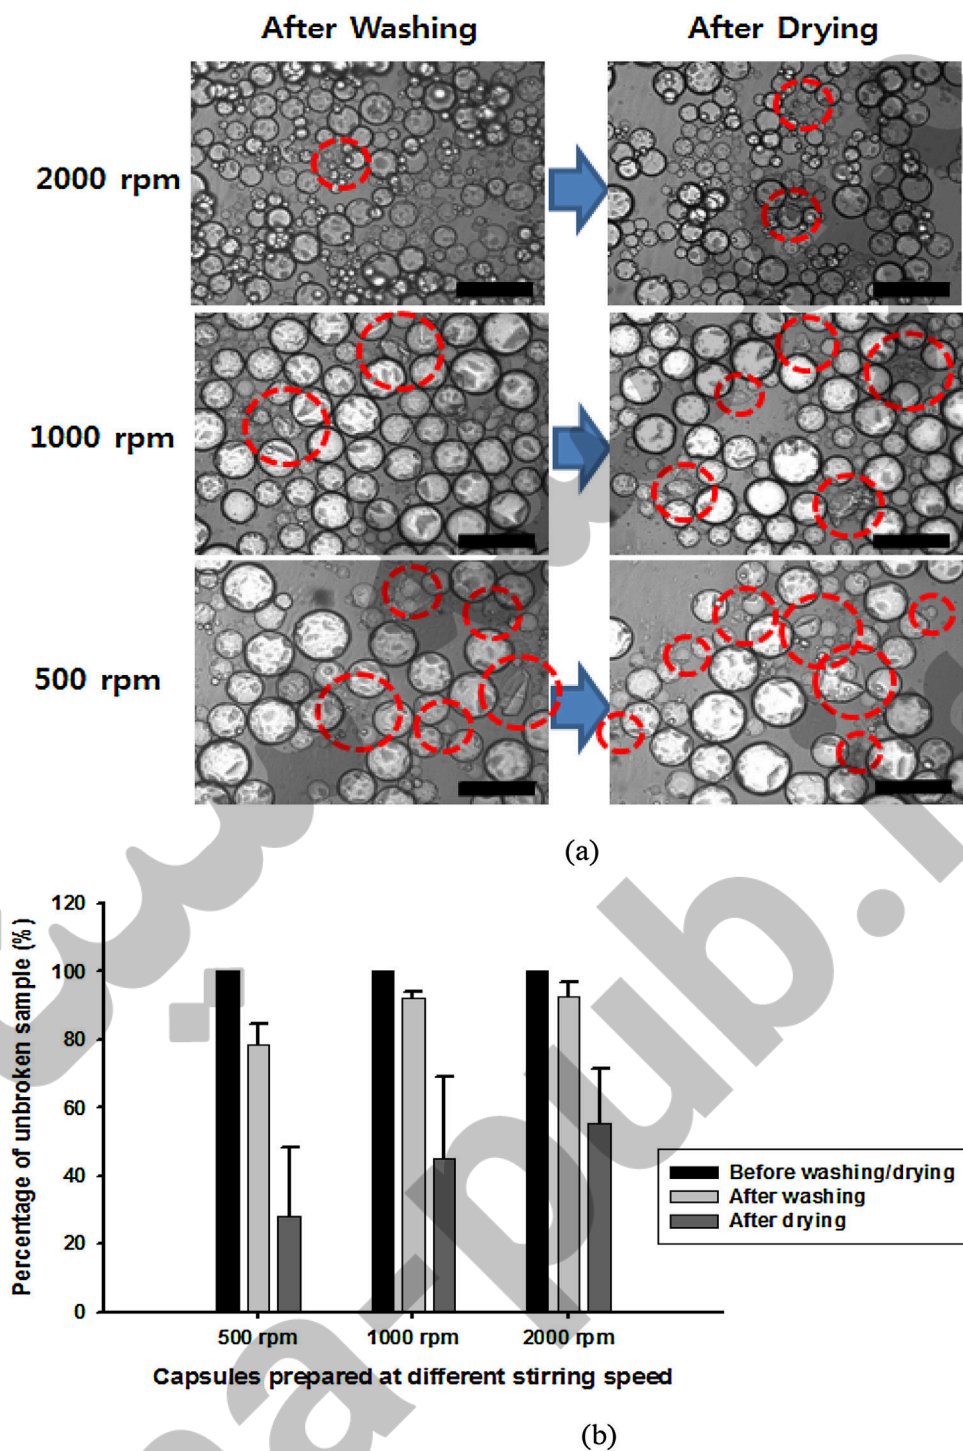 After Washing After Drying
2000 rpm
1000 rpm
500 rpm
(a)
Percentage of unbroken sample (%)
120
100
80
60
40
20
0
Before washing/drying
After washing
After drying
500 rpm 1000 rpm 2000 rpm
Capsules prepared at different stirring speed
(b)